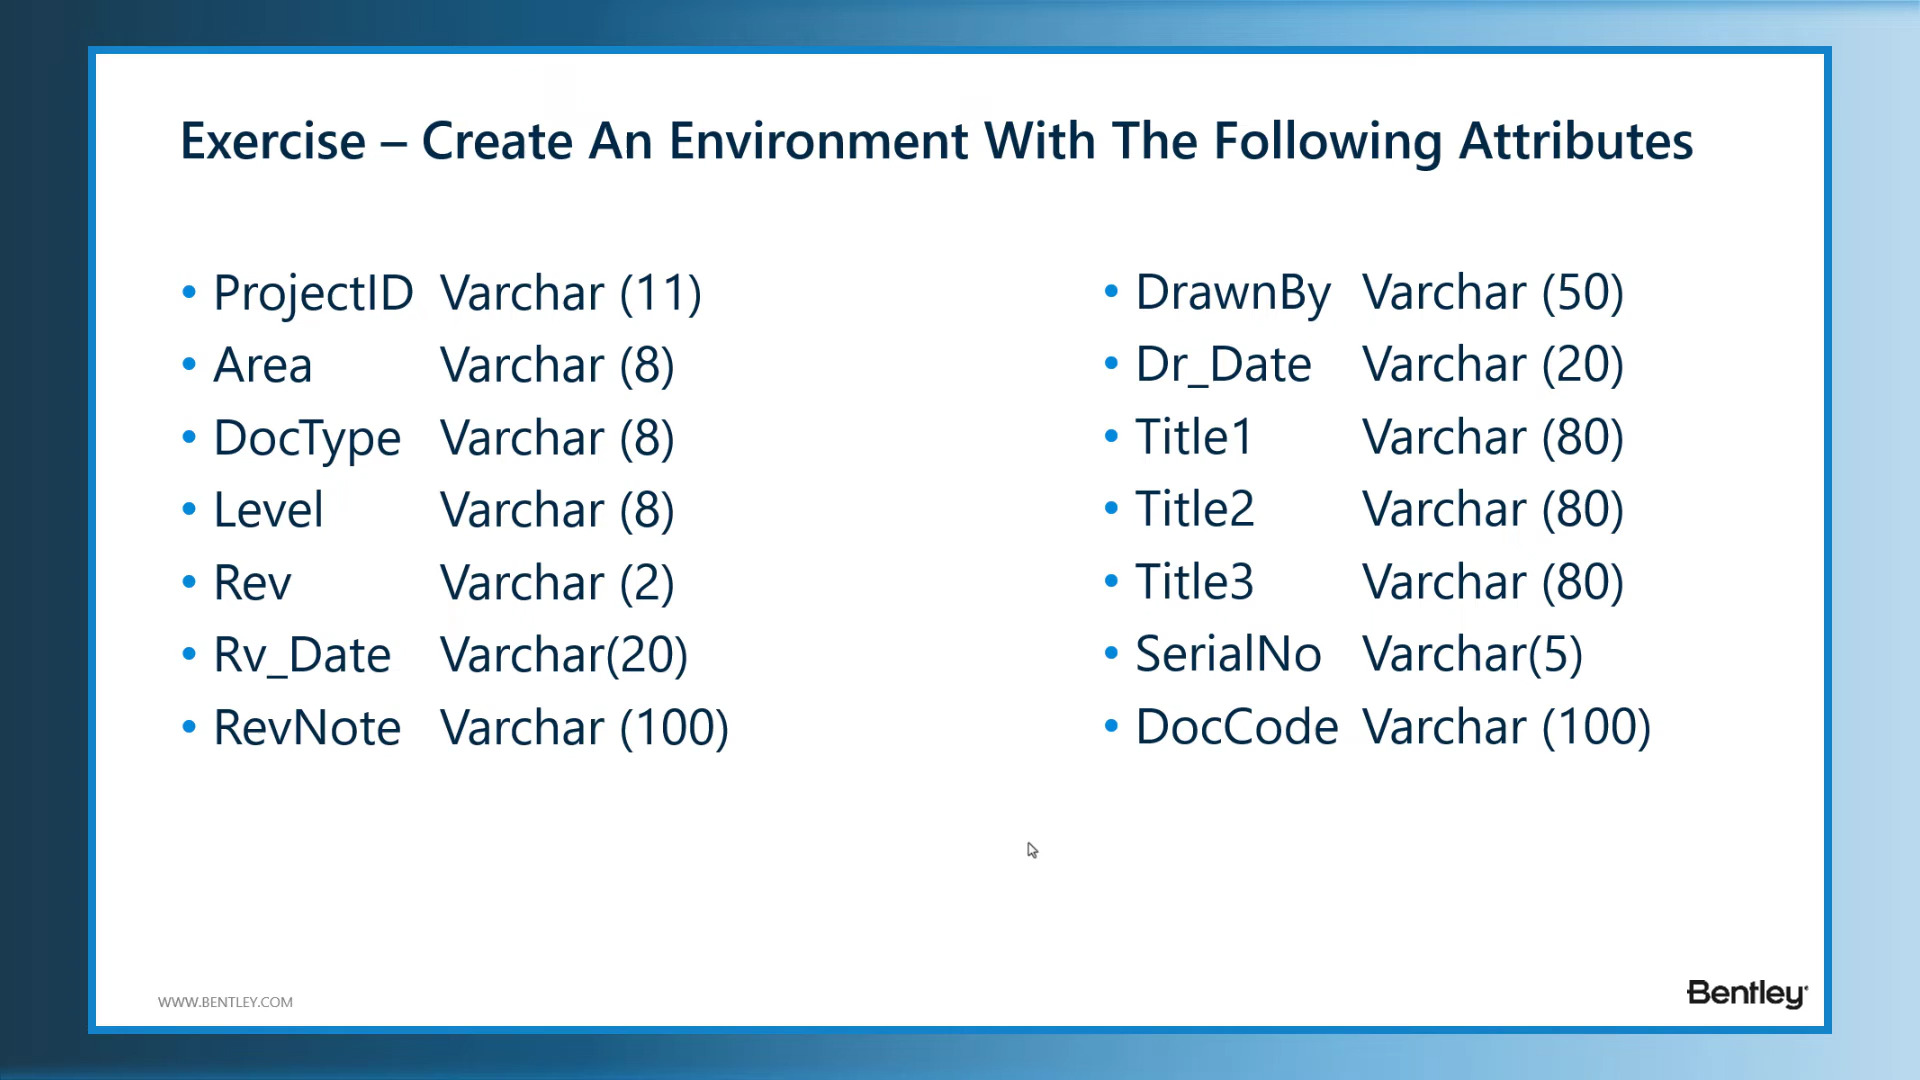 Exercise – Create An Environment With The Following Attributes
• ProjectID Varchar (11)
• Area Varchar (8)
• DocType Varchar (8)
• Level Varchar (8)
• Rev Varchar (2)
• Rv_Date Varchar(20)
• RevNote Varchar (100)
• DrawnBy Varchar (50)
• Dr_Date Varchar (20)
• Title1 Varchar (80)
• Title2 Varchar (80)
• Title3 Varchar (80)
• SerialNo Varchar(5)
• DocCode Varchar (100)
WWW.BENTLEY.COM
Bentley